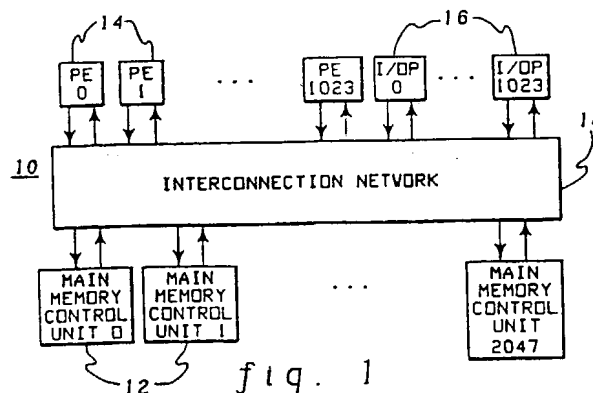 14
16
PE 0
PE 1
...
PE 1023
I/OP 0
...
I/OP 1023
10
INTERCONNECTION NETWORK
MAIN MEMORY CONTROL UNIT 0
MAIN MEMORY CONTROL UNIT 1
...
MAIN MEMORY CONTROL UNIT 2047
12
fig. 1